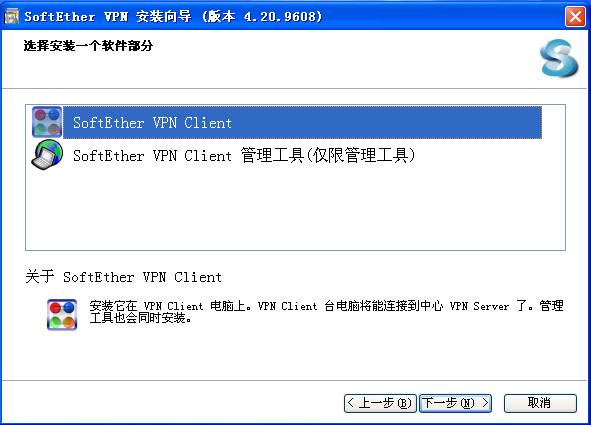 SoftEther VPN 安装向导 (版本 4.20.9608)
选择安装一个软件部分
SoftEther VPN Client
SoftEther VPN Client 管理工具(仅限管理工具)
关于 SoftEther VPN Client
安装它在 VPN Client 电脑上。VPN Client 台电脑将能连接到中心 VPN Server 了。管理
工具也会同时安装。
< 上一步(B) 下一步(N) > 取消